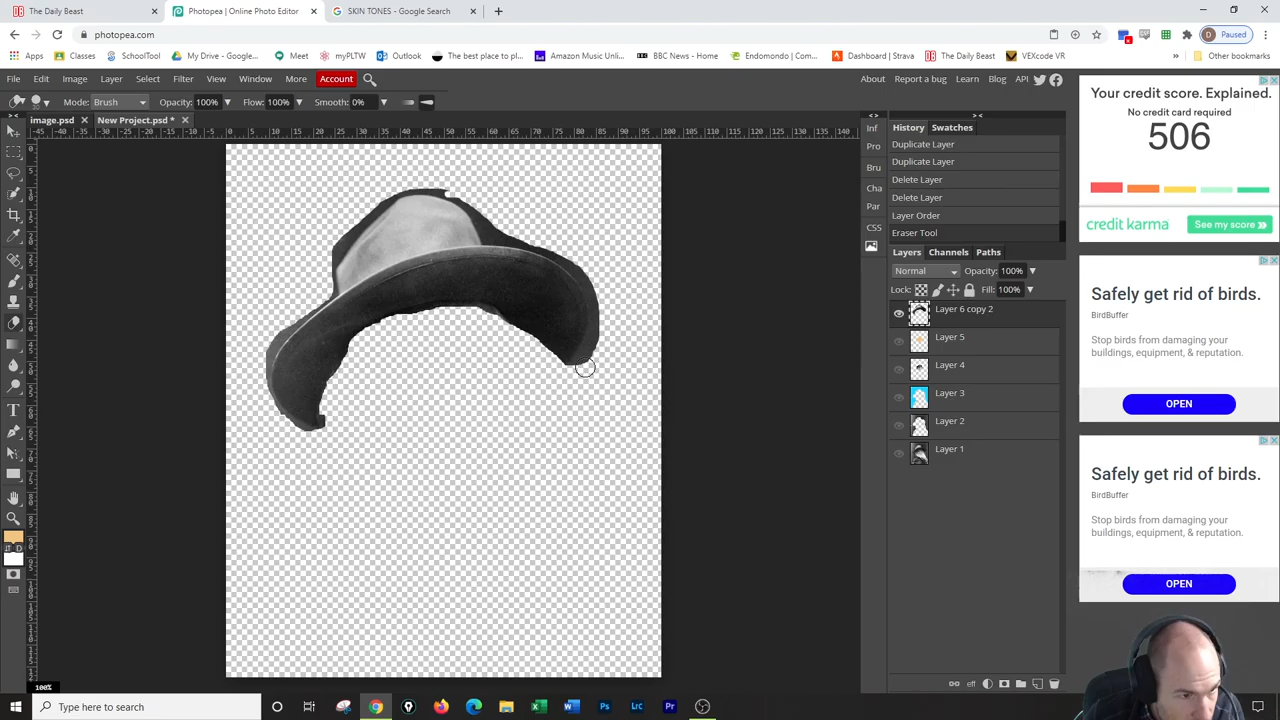 The Daily Beast
Photopea | Online Photo Editor
SKIN TONES - Google Search
photopea.com
Paused
Apps
Classes
SchoolTool
My Drive - Google...
Meet
myPLTW
Outlook
The best place to p...
Amazon Music Unli...
BBC News - Home
Endomondo | Com...
Dashboard | Strava
The Daily Beast
VEXcode VR
Other bookmarks
File Edit Image Layer Select Filter View Window More Account
About Report a bug Learn Blog API
Mode: Brush Opacity: 100% Flow: 100% Smooth: 0%
image.psd
New Project.psd *
Inf
Pro
Bru
Cha
Par
CSS
History Swatches
Duplicate Layer
Duplicate Layer
Delete Layer
Delete Layer
Layer Order
Eraser Tool
Layers Channels Paths
Normal Opacity: 100%
Lock: Fill: 100%
Layer 6 copy 2
Layer 5
Layer 4
Layer 3
Layer 2
Layer 1
eff
100%
Your credit score. Explained.
No credit card required
506
credit karma
See my score
Safely get rid of birds.
BirdBuffer
Stop birds from damaging your
buildings, equipment, & reputation.
OPEN
Safely get rid of birds.
BirdBuffer
Stop birds from damaging your
buildings, equipment, & reputation.
OPEN
Type here to search